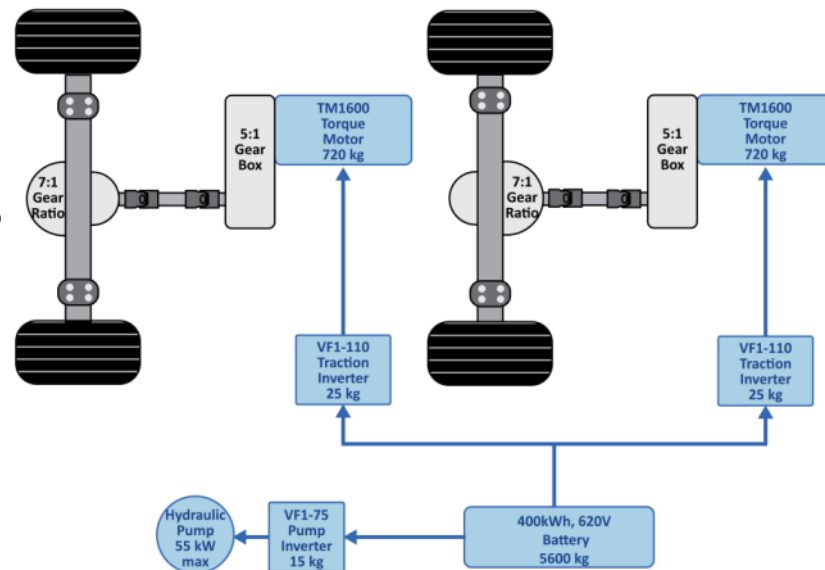 5:1
Gear
Box
TM1600
Torque
Motor
720 kg
7:1
Gear
Ratio
5:1
Gear
Box
TM1600
Torque
Motor
720 kg
7:1
Gear
Ratio
VF1-110
Traction
Inverter
25 kg
VF1-110
Traction
Inverter
25 kg
Hydraulic
Pump
55 kW
max
VF1-75
Pump
Inverter
15 kg
400kWh, 620V
Battery
5600 kg